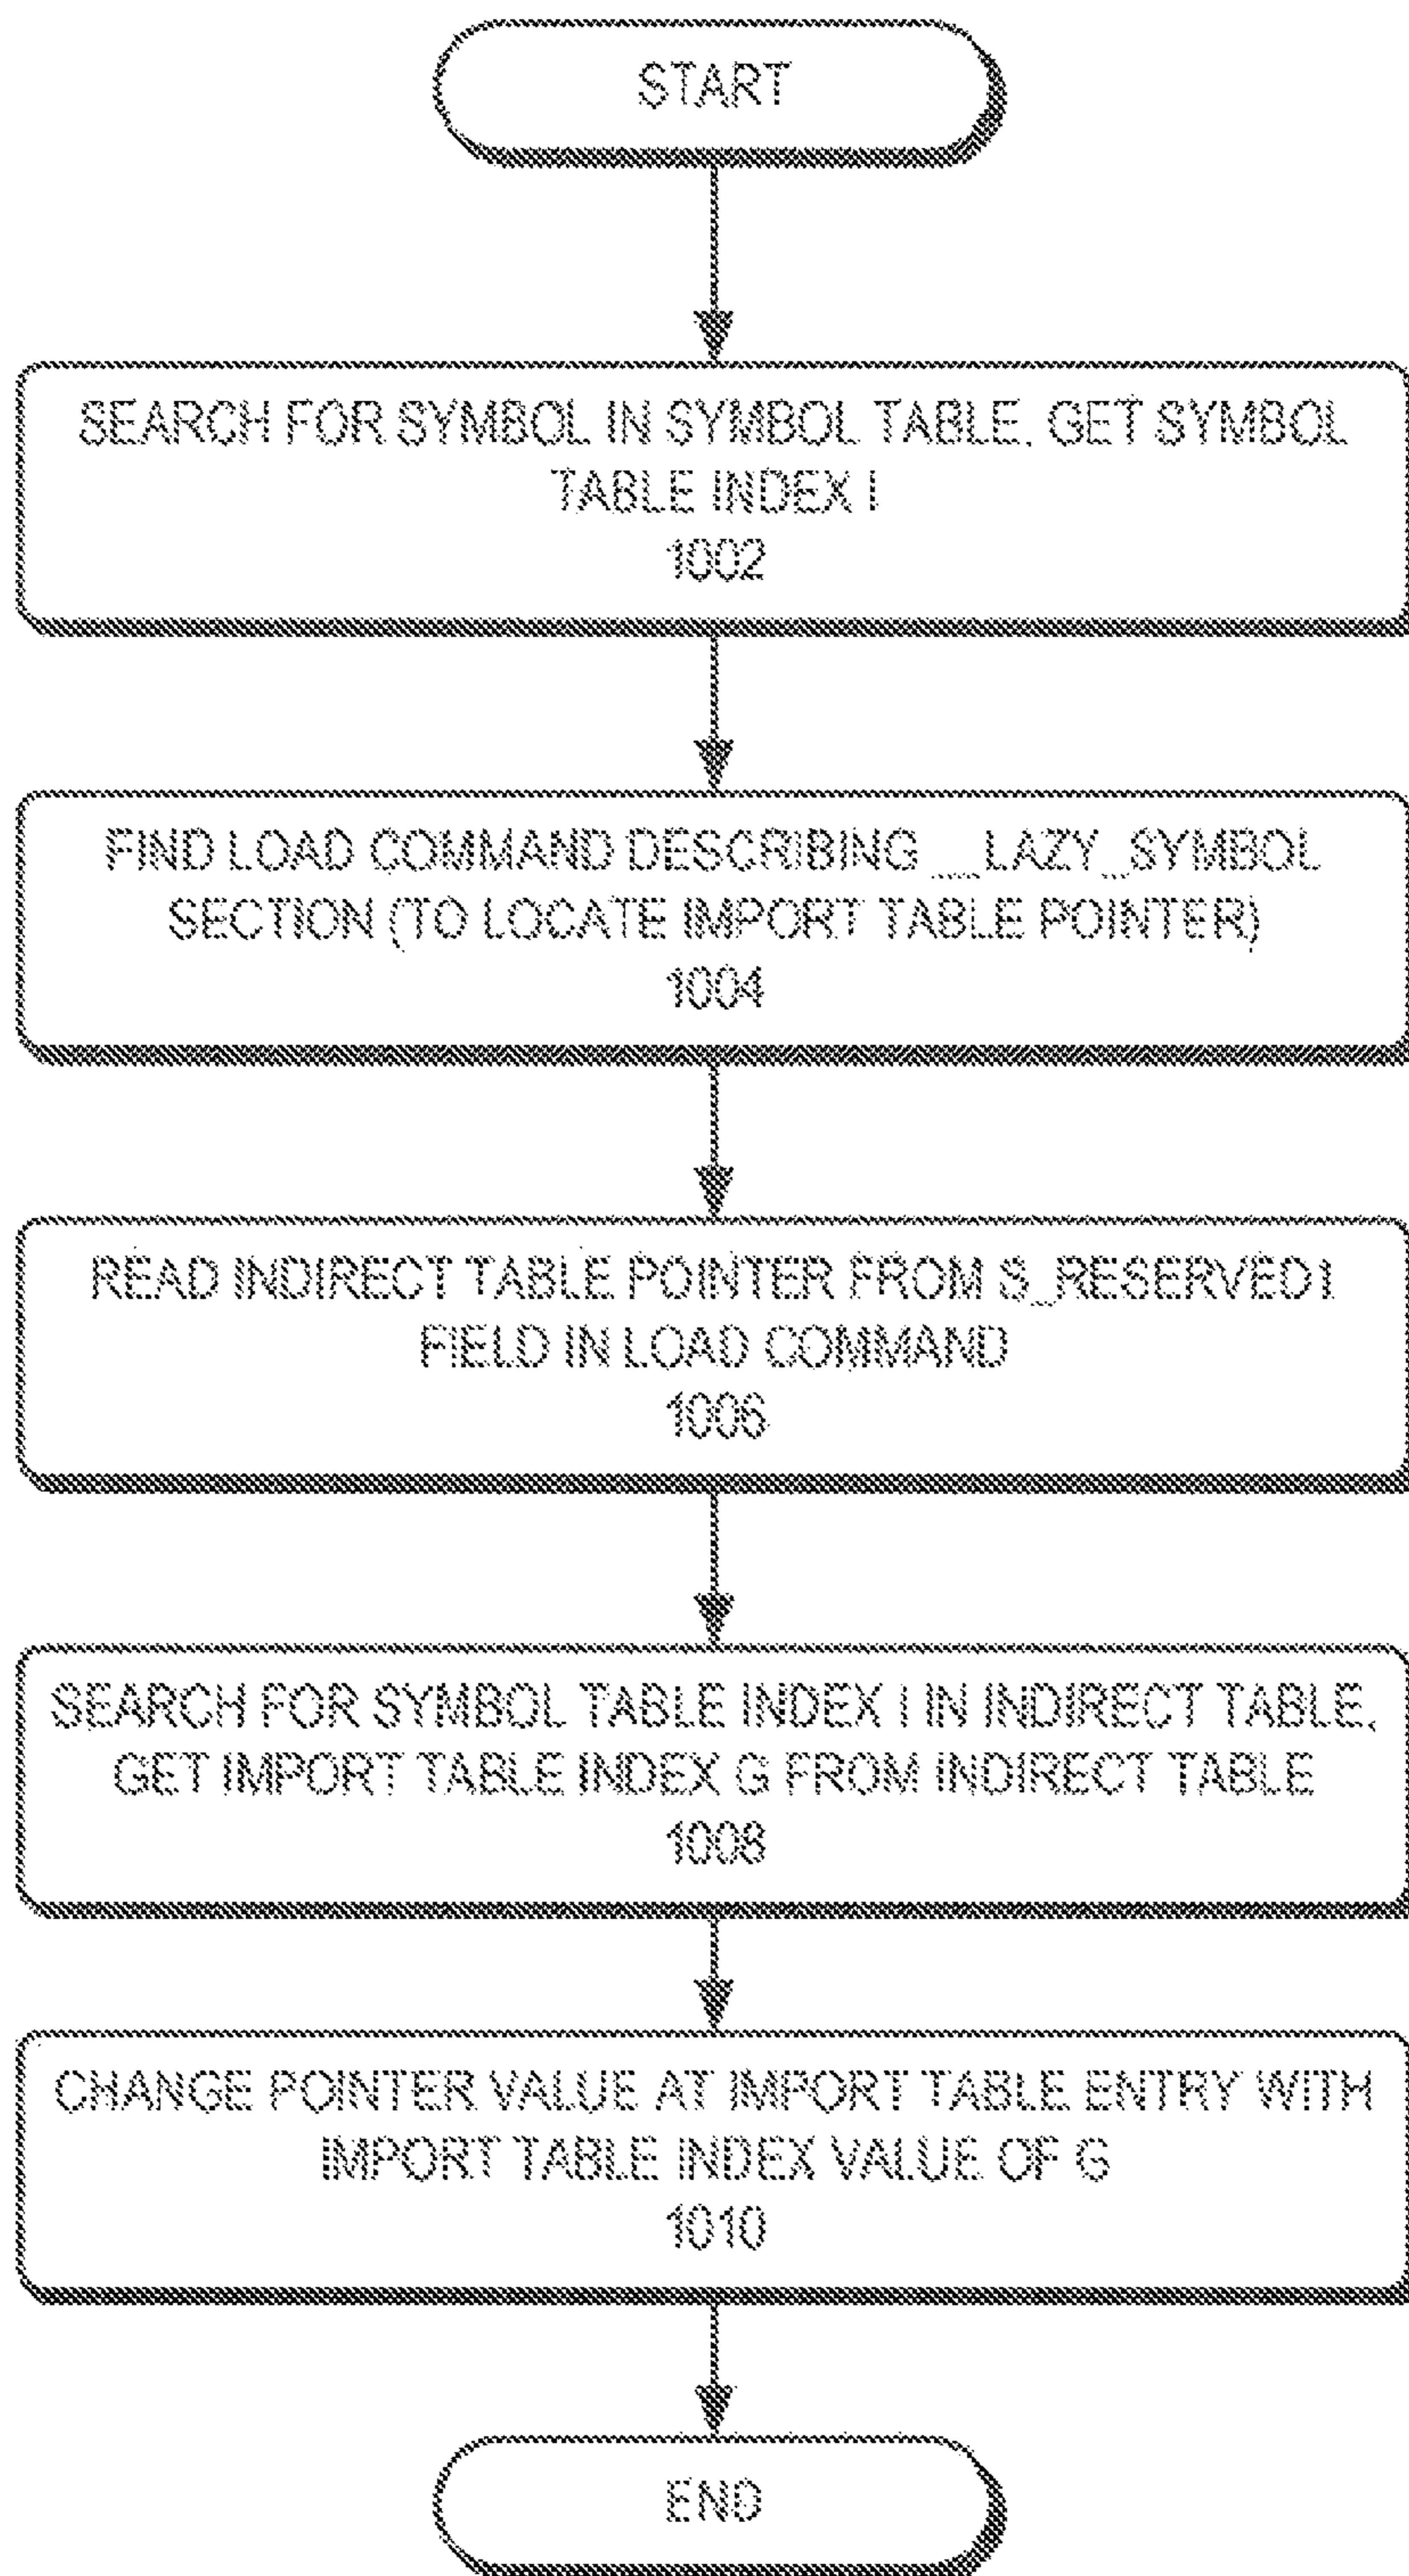 START
SEARCH FOR SYMBOL IN SYMBOL TABLE, GET SYMBOL
TABLE INDEX I
1002
FIND LOAD COMMAND DESCRIBING __LAZY_SYMBOL
SECTION (TO LOCATE IMPORT TABLE POINTER)
1004
READ INDIRECT TABLE POINTER FROM S_RESERVED1
FIELD IN LOAD COMMAND
1006
SEARCH FOR SYMBOL TABLE INDEX I IN INDIRECT TABLE,
GET IMPORT TABLE INDEX G FROM INDIRECT TABLE
1008
CHANGE POINTER VALUE AT IMPORT TABLE ENTRY WITH
IMPORT TABLE INDEX VALUE OF G
1010
END